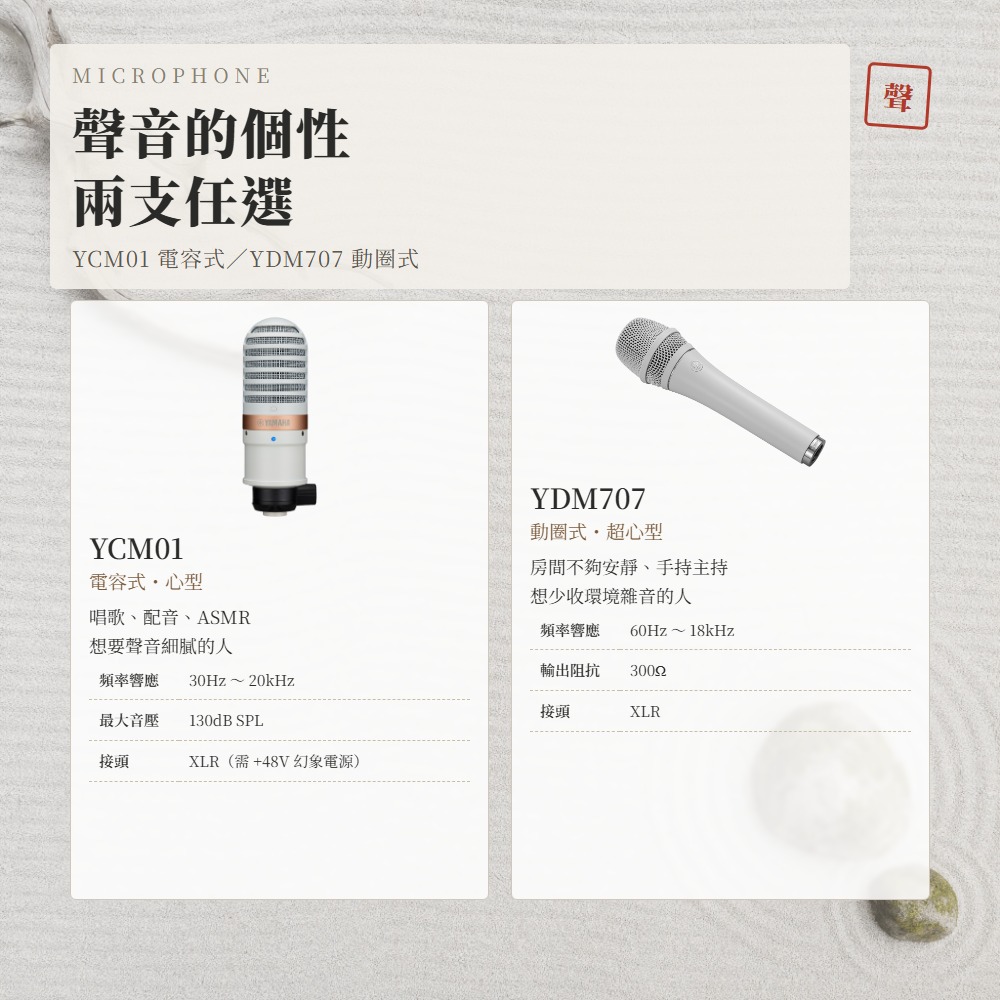 MICROPHONE
聲
聲音的個性
兩支任選
YCM01 電容式／YDM707 動圈式
YAMAHA
YCM01
電容式・心型
唱歌、配音、ASMR
想要聲音細膩的人
頻率響應 30Hz ～ 20kHz
最大音壓 130dB SPL
接頭 XLR（需 +48V 幻象電源）
YDM707
動圈式・超心型
房間不夠安靜、手持主持
想少收環境雜音的人
頻率響應 60Hz ～ 18kHz
輸出阻抗 300Ω
接頭 XLR